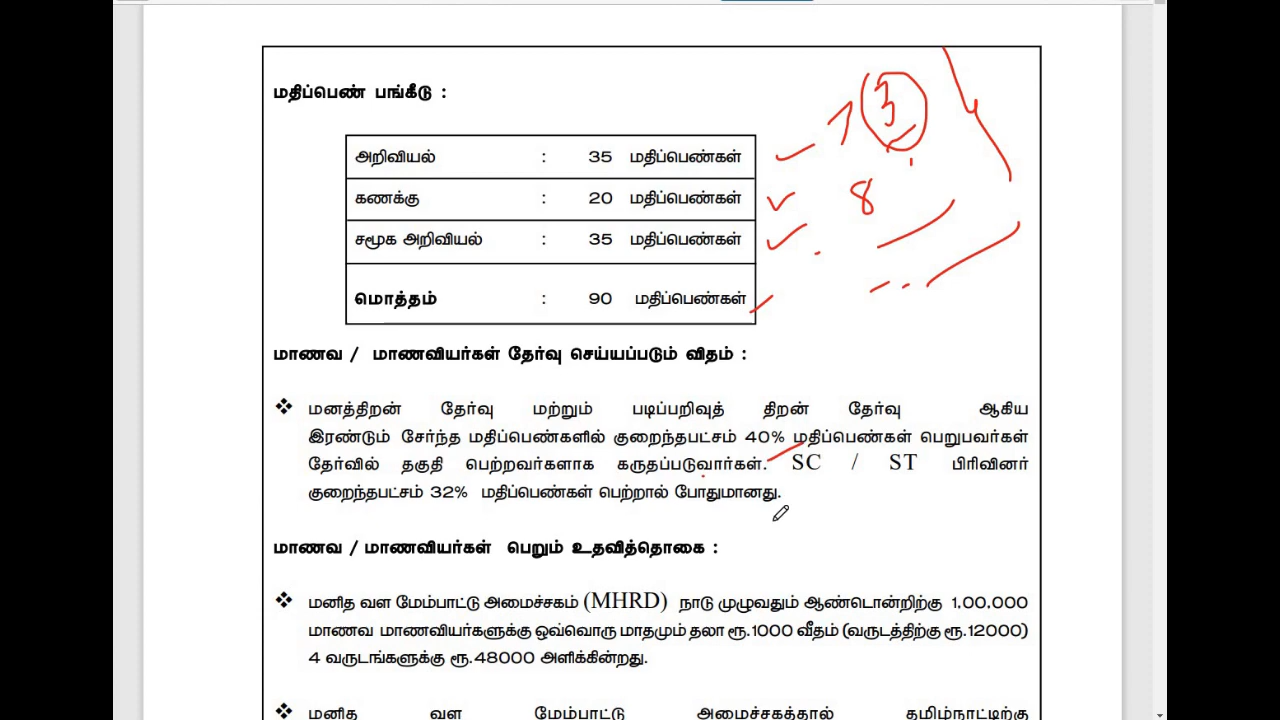 மதிப்பெண் பங்கீடு :
அறிவியல் : 35 மதிப்பெண்கள்
கணக்கு : 20 மதிப்பெண்கள்
சமூக அறிவியல் : 35 மதிப்பெண்கள்
மொத்தம் : 90 மதிப்பெண்கள்
8
மாணவ / மாணவியர்கள் தேர்வு செய்யப்படும் விதம் :
❖ மனத்திறன் தேர்வு மற்றும் படிப்பறிவுத் திறன் தேர்வு ஆகிய
இரண்டும் சேர்ந்த மதிப்பெண்களில் குறைந்தபட்சம் 40% மதிப்பெண்கள் பெறுபவர்கள்
தேர்வில் தகுதி பெற்றவர்களாக கருதப்படுவார்கள். SC / ST பிரிவினர்
குறைந்தபட்சம் 32% மதிப்பெண்கள் பெற்றால் போதுமானது.
மாணவ / மாணவியர்கள் பெறும் உதவித்தொகை :
❖ மனித வள மேம்பாட்டு அமைச்சகம் (MHRD) நாடு முழுவதும் ஆண்டொன்றிற்கு 1,00,000
மாணவ மாணவியர்களுக்கு ஒவ்வொரு மாதமும் தலா ரூ.1000 வீதம் (வருடத்திற்கு ரூ.12000)
4 வருடங்களுக்கு ரூ.48000 அளிக்கின்றது.
❖ மனித வள மேம்பாட்டு அமைச்சகத்தால் தமிழ்நாட்டிற்கு